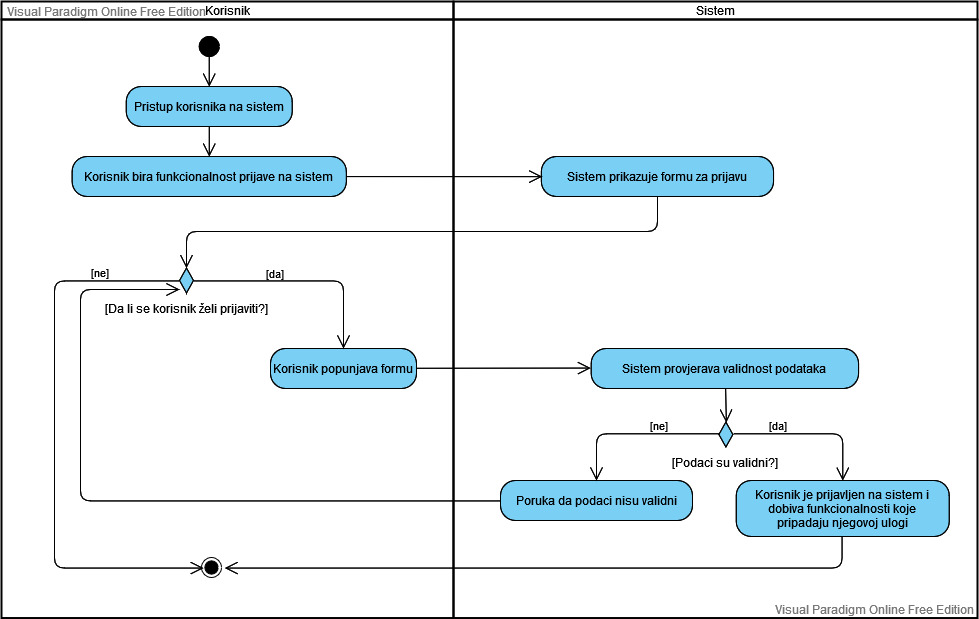 Visual Paradigm Online Free Edition
Korisnik
Sistem
Pristup korisnika na sistem
Korisnik bira funkcionalnost prijave na sistem
Sistem prikazuje formu za prijavu
[ne]
[da]
[Da li se korisnik želi prijaviti?]
Korisnik popunjava formu
Sistem provjerava validnost podataka
[ne]
[da]
[Podaci su validni?]
Poruka da podaci nisu validni
Korisnik je prijavljen na sistem i
dobiva funkcionalnosti koje
pripadaju njegovoj ulogi
Visual Paradigm Online Free Edition